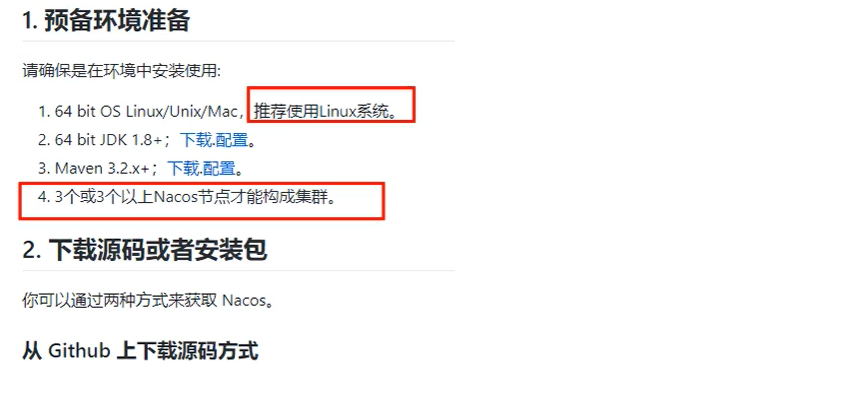 1. 预备环境准备
请确保是在环境中安装使用:
1. 64 bit OS Linux/Unix/Mac，推荐使用Linux系统。
2. 64 bit JDK 1.8+；下载.配置。
3. Maven 3.2.x+；下载.配置。
4. 3个或3个以上Nacos节点才能构成集群。
2. 下载源码或者安装包
你可以通过两种方式来获取 Nacos。
从 Github 上下载源码方式